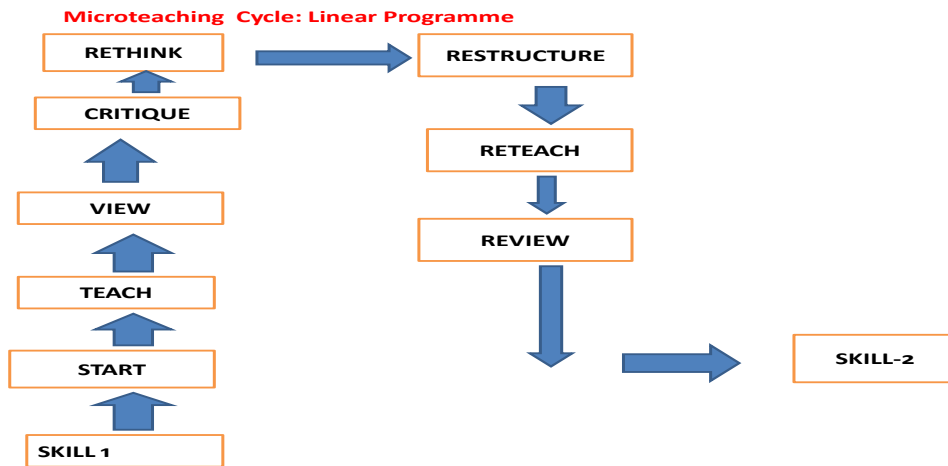 Microteaching Cycle: Linear Programme
RETHINK
RESTRUCTURE
CRITIQUE
RETEACH
VIEW
REVIEW
TEACH
START
SKILL-2
SKILL 1